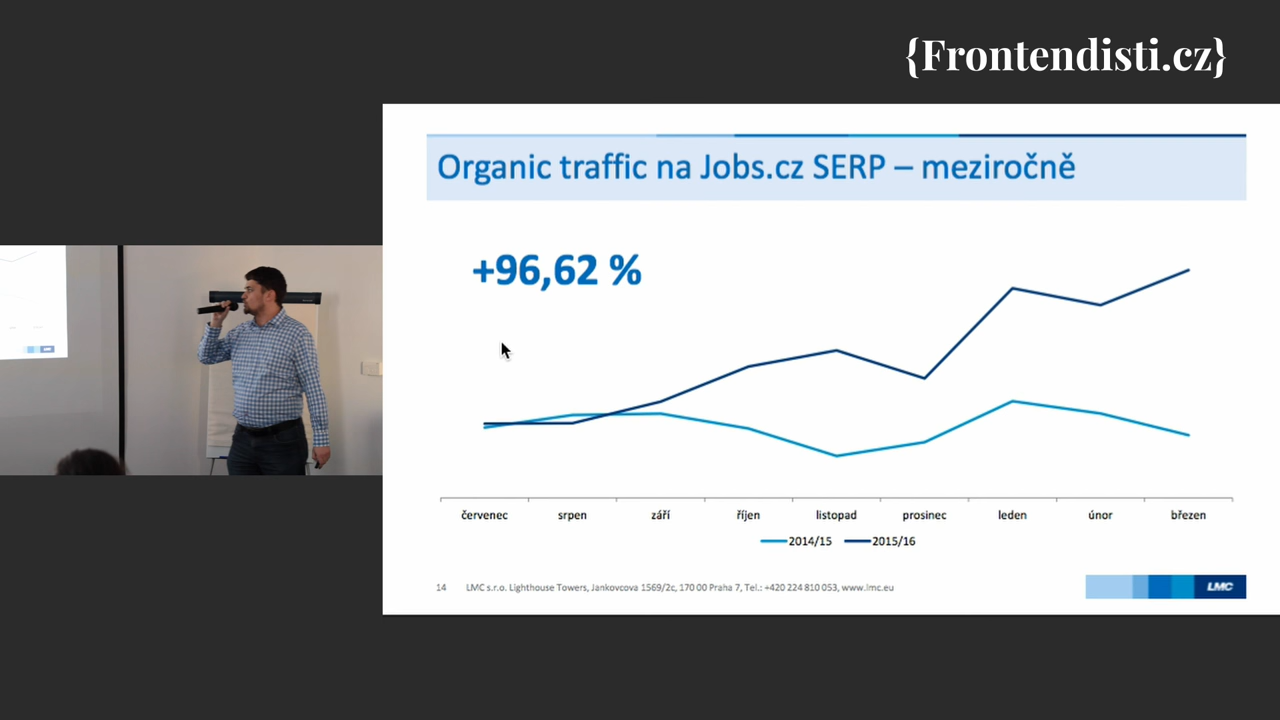 {Frontendisti.cz}
Organic traffic na Jobs.cz SERP – meziročně
+96,62 %
červenec srpen září říjen listopad prosinec leden únor březen
2014/15 2015/16
14 LMC s.r.o. Lighthouse Towers, Jankovcova 1569/2c, 170 00 Praha 7, Tel.: +420 224 810 053, www.lmc.eu
LMC